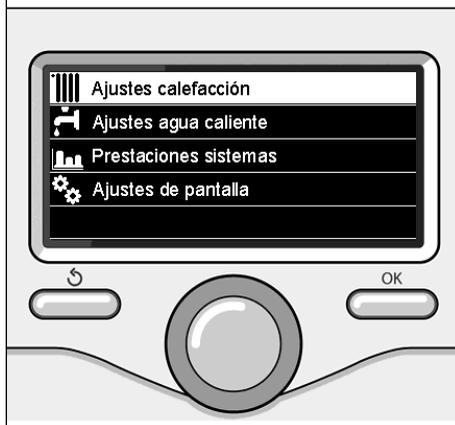 Ajustes calefacción
Ajustes agua caliente
Prestaciones sistemas
Ajustes de pantalla
OK